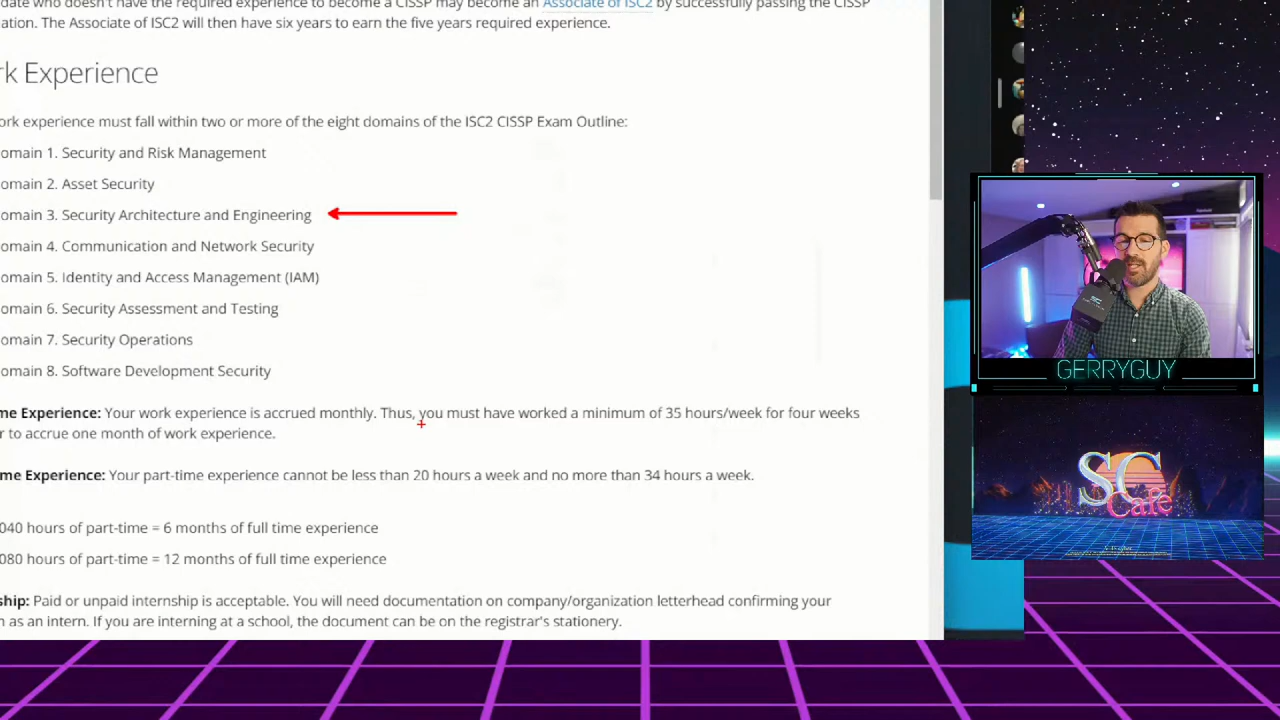 date who doesn't have the required experience to become a CISSP may become an Associate of ISC2 by successfully passing the CISSP
ation. The Associate of ISC2 will then have six years to earn the five years required experience.
rk Experience
ork experience must fall within two or more of the eight domains of the ISC2 CISSP Exam Outline:
omain 1. Security and Risk Management
omain 2. Asset Security
omain 3. Security Architecture and Engineering
omain 4. Communication and Network Security
omain 5. Identity and Access Management (IAM)
omain 6. Security Assessment and Testing
omain 7. Security Operations
omain 8. Software Development Security
me Experience: Your work experience is accrued monthly. Thus, you must have worked a minimum of 35 hours/week for four weeks
r to accrue one month of work experience.
me Experience: Your part-time experience cannot be less than 20 hours a week and no more than 34 hours a week.
040 hours of part-time = 6 months of full time experience
080 hours of part-time = 12 months of full time experience
ship: Paid or unpaid internship is acceptable. You will need documentation on company/organization letterhead confirming your
n as an intern. If you are interning at a school, the document can be on the registrar's stationery.
GERRYGUY
SC
Cafe